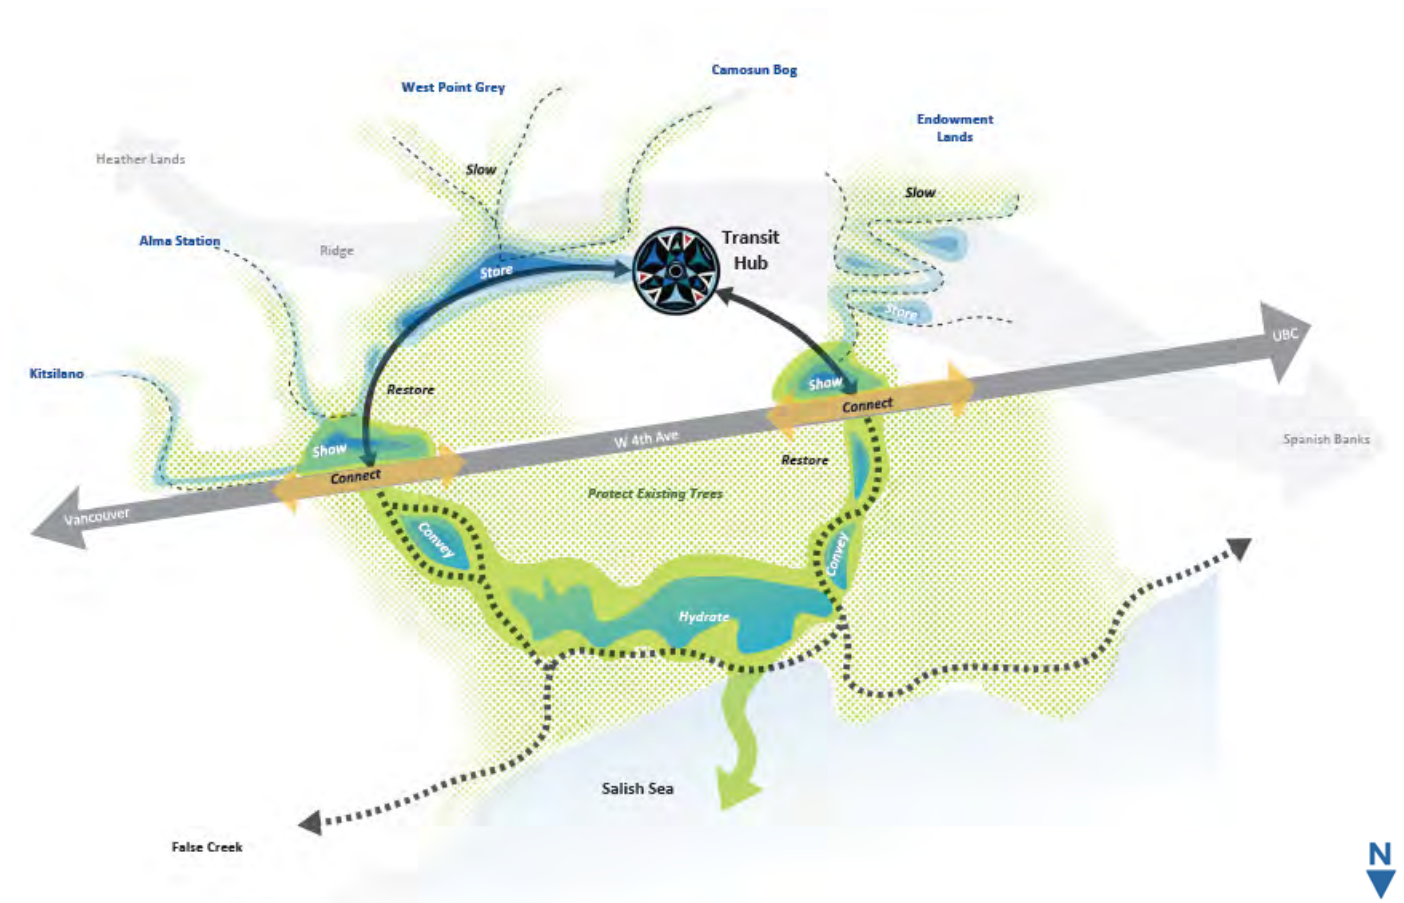 Camosun Bog
West Point Grey
Endowment
Lands
Heather Lands
Slow
Slow
Alma Station
Ridge
Transit
Hub
Store
Store
UBC
Kitsilano
Show
Restore
Connect
W 4th Ave
Spanish Banks
Show
Restore
Connect
Protect Existing Trees
Vancouver
Convey
Convey
Hydrate
Salish Sea
False Creek
N